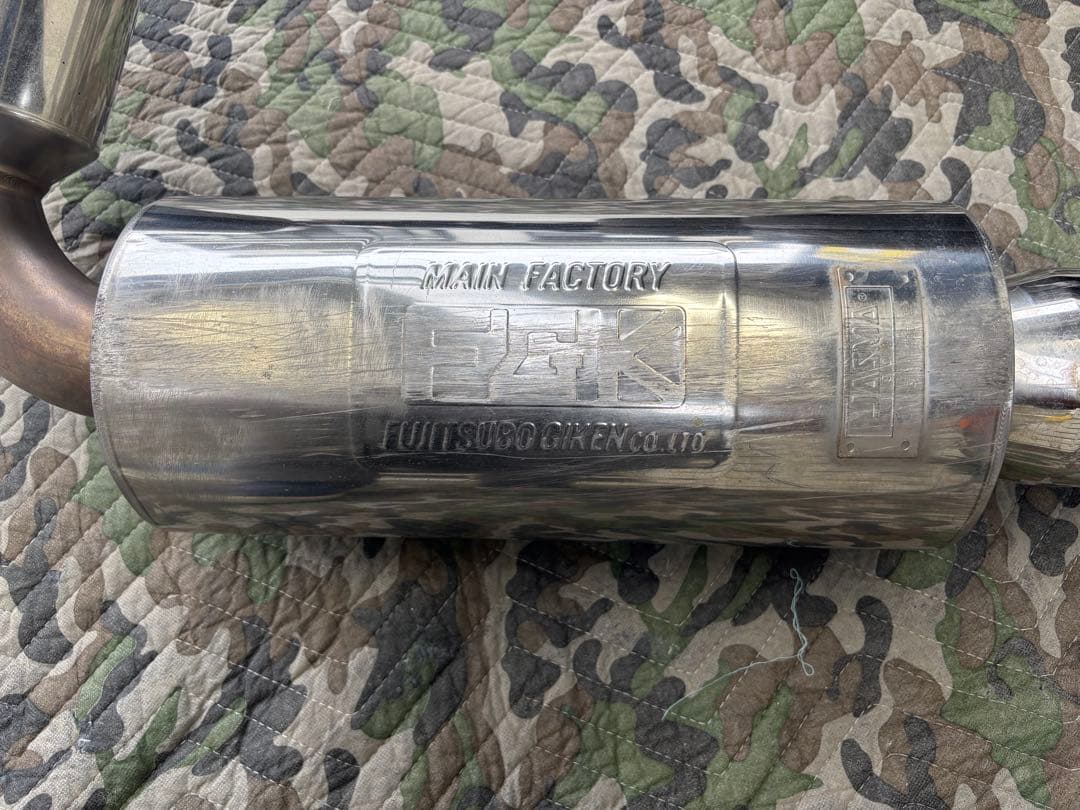 MAIN FACTORY
FGK
FUJITSUBO GIKEN CO.,LTD